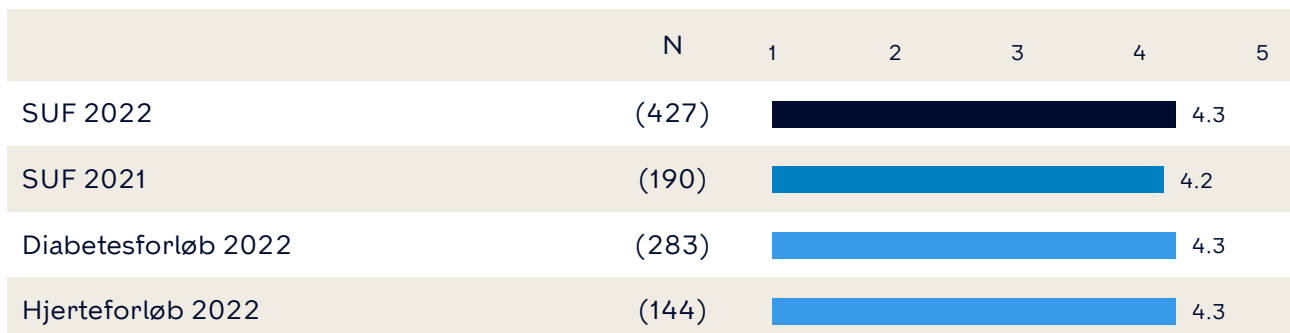 N 1 2 3 4 5
SUF 2022 (427) 4.3
SUF 2021 (190) 4.2
Diabetesforløb 2022 (283) 4.3
Hjerteforløb 2022 (144) 4.3